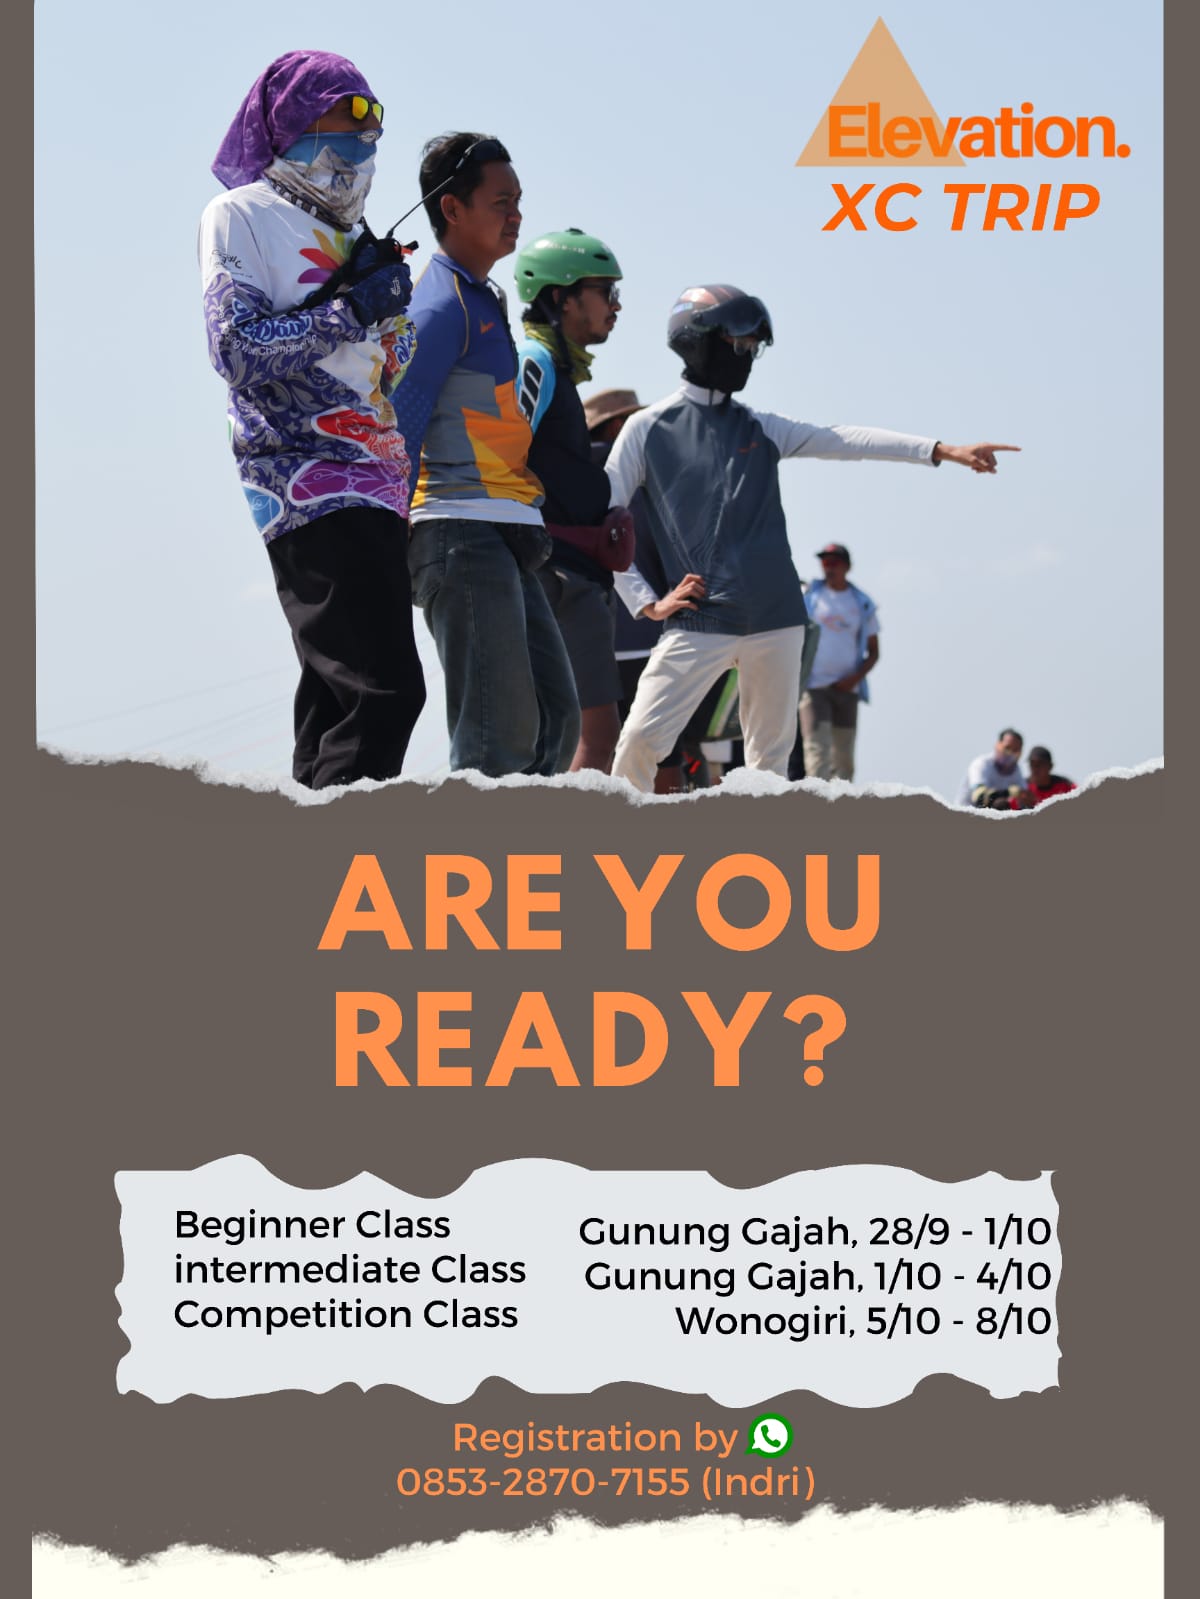 Elevation.
XC TRIP
ARE YOU
READY?
Beginner Class
intermediate Class
Competition Class
Gunung Gajah, 28/9 - 1/10
Gunung Gajah, 1/10 - 4/10
Wonogiri, 5/10 - 8/10
Registration by
0853-2870-7155 (Indri)